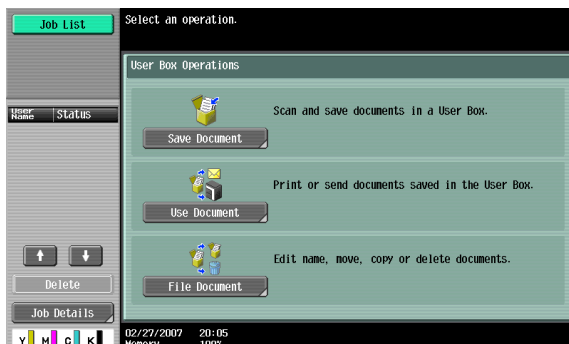 Job List
Select an operation.
User Box Operations
User Name
Status
Scan and save documents in a User Box.
Save Document
Print or send documents saved in the User Box.
Use Document
Edit name, move, copy or delete documents.
File Document
Delete
Job Details
Y M C K
02/27/2007 20:05
Memory 100%